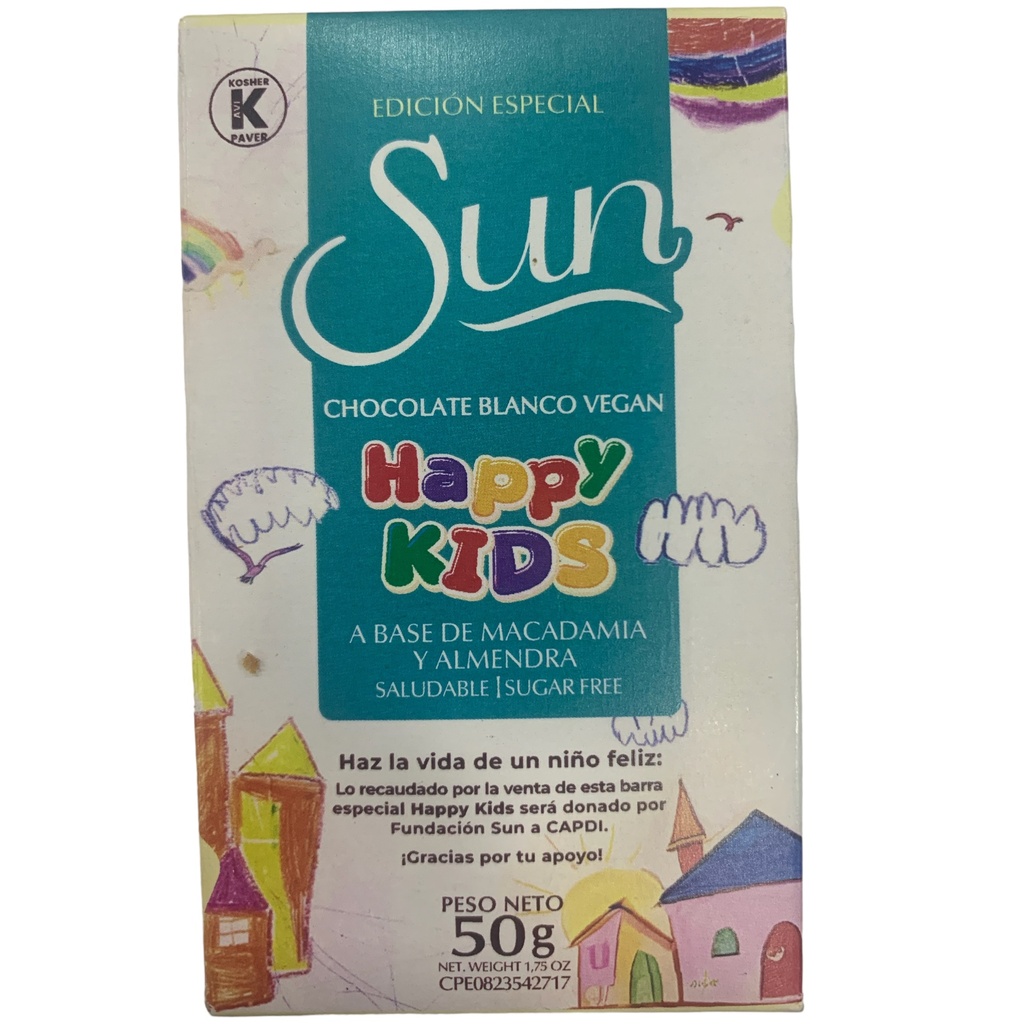 KOSHER
AVI
K
PAVER
EDICIÓN ESPECIAL
Sun
CHOCOLATE BLANCO VEGAN
Happy
KIDS
A BASE DE MACADAMIA
Y ALMENDRA
SALUDABLE | SUGAR FREE
Haz la vida de un niño feliz:
Lo recaudado por la venta de esta barra
especial Happy Kids será donado por
Fundación Sun a CAPDI.
¡Gracias por tu apoyo!
PESO NETO
50g
NET. WEIGHT 1,75 OZ
CPE0823542717